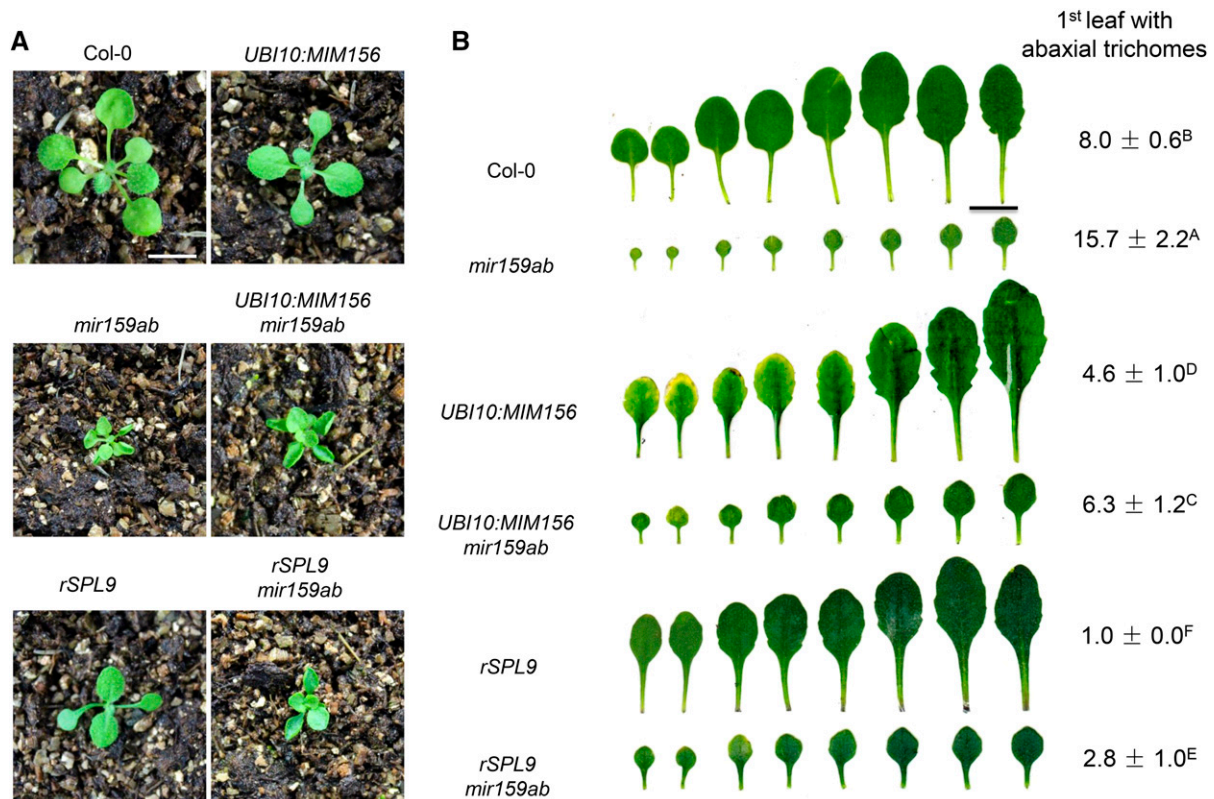 A
Col-0
UBI10:MIM156
mir159ab
UBI10:MIM156
mir159ab
rSPL9
rSPL9
mir159ab
B
1st leaf with
abaxial trichomes
Col-0
8.0 ± 0.6B
mir159ab
15.7 ± 2.2A
UBI10:MIM156
4.6 ± 1.0D
UBI10:MIM156
mir159ab
6.3 ± 1.2C
rSPL9
1.0 ± 0.0F
rSPL9
mir159ab
2.8 ± 1.0E